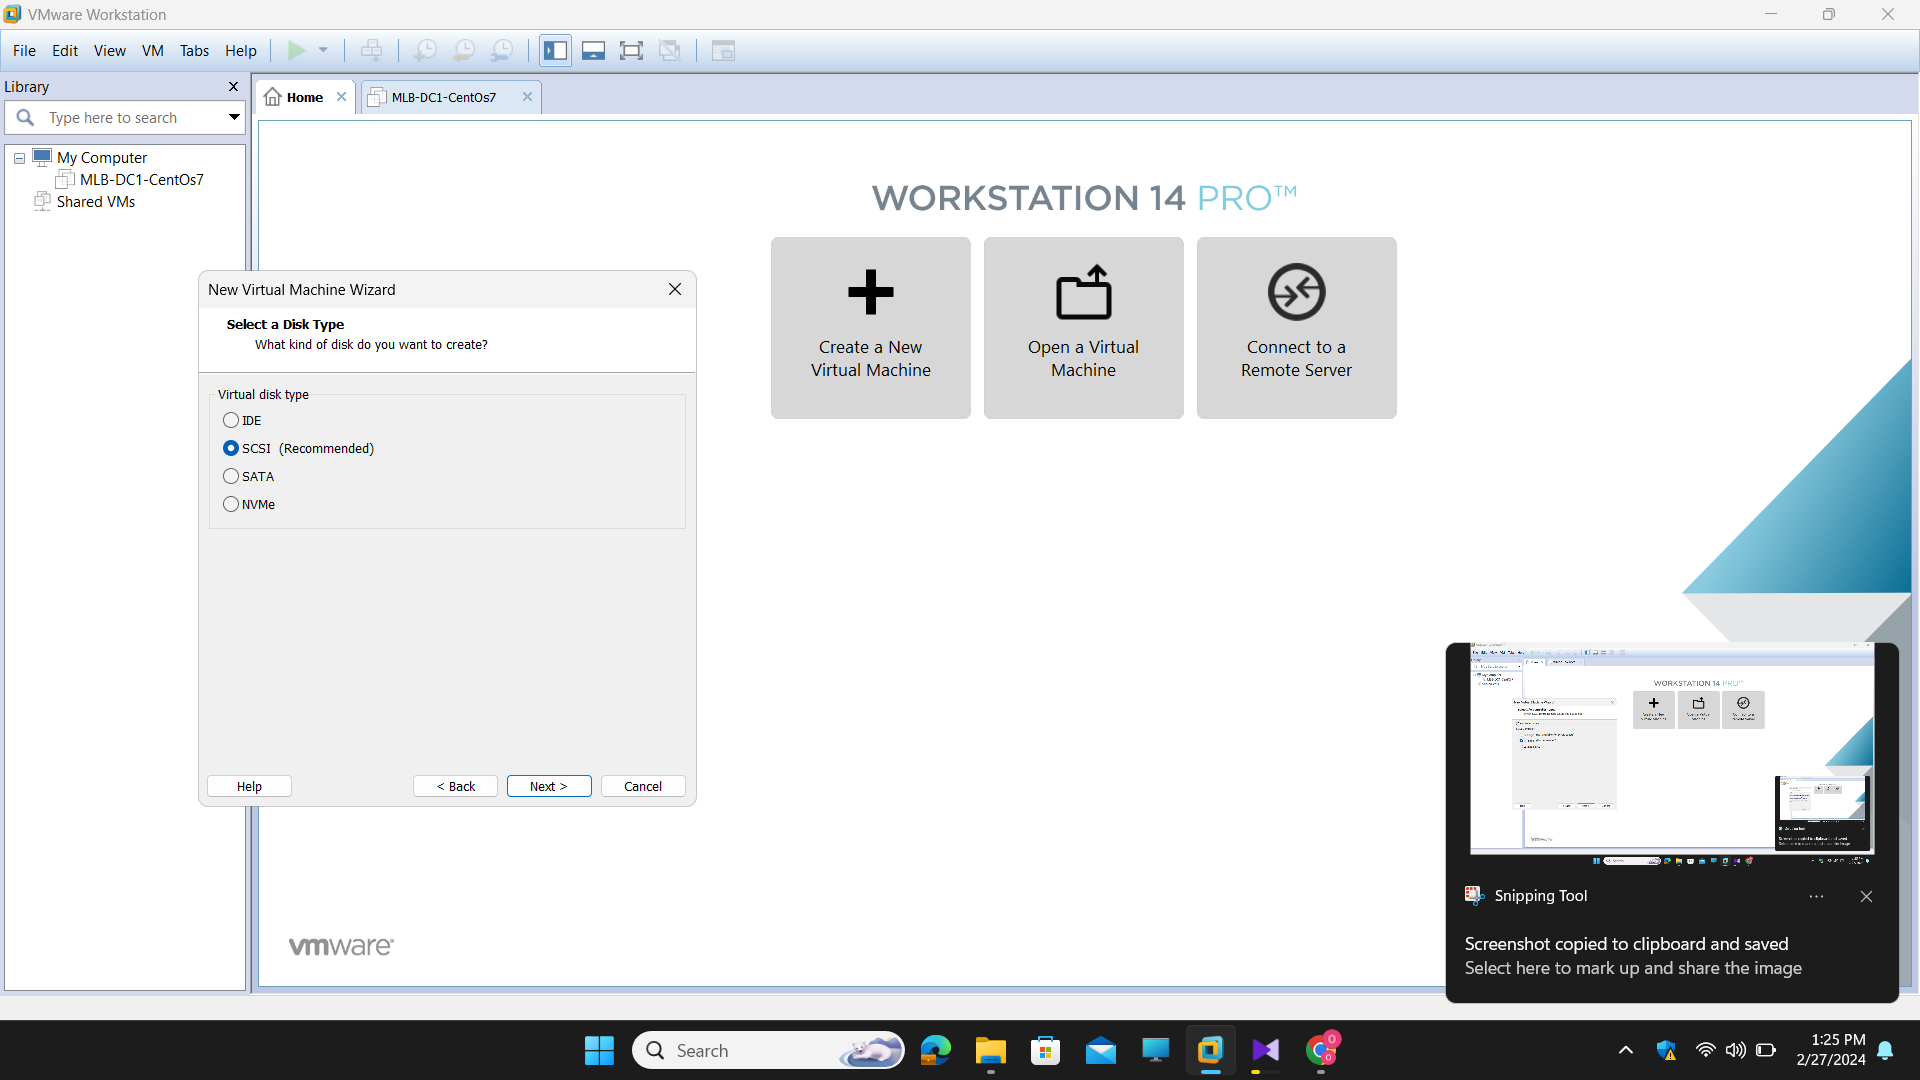 VMware Workstation
File Edit View VM Tabs Help
Library
Type here to search
My Computer
MLB-DC1-CentOs7
Shared VMs
Home
MLB-DC1-CentOs7
WORKSTATION 14 PRO™
Create a New
Virtual Machine
Open a Virtual
Machine
Connect to a
Remote Server
New Virtual Machine Wizard
Select a Disk Type
What kind of disk do you want to create?
Virtual disk type
IDE
SCSI (Recommended)
SATA
NVMe
Help
< Back
Next >
Cancel
vmware
WORKSTATION 14 PRO™
Snipping Tool
Screenshot copied to clipboard and saved
Select here to mark up and share the image
Search
1:25 PM
2/27/2024